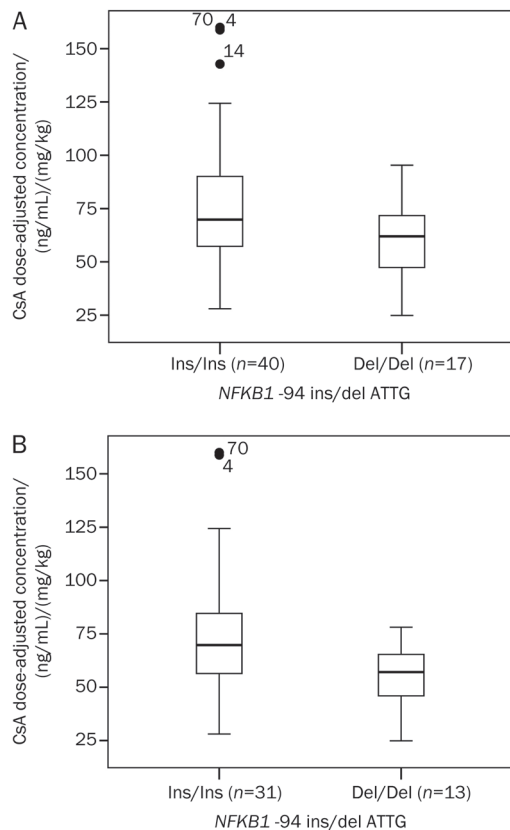 A
CsA dose-adjusted concentration/
(ng/mL)/(mg/kg)
150
125
100
75
50
25
70 4
14
Ins/Ins (n=40) Del/Del (n=17)
NFKB1 -94 ins/del ATTG
B
CsA dose-adjusted concentration/
(ng/mL)/(mg/kg)
150
125
100
75
50
25
70
4
Ins/Ins (n=31) Del/Del (n=13)
NFKB1 -94 ins/del ATTG